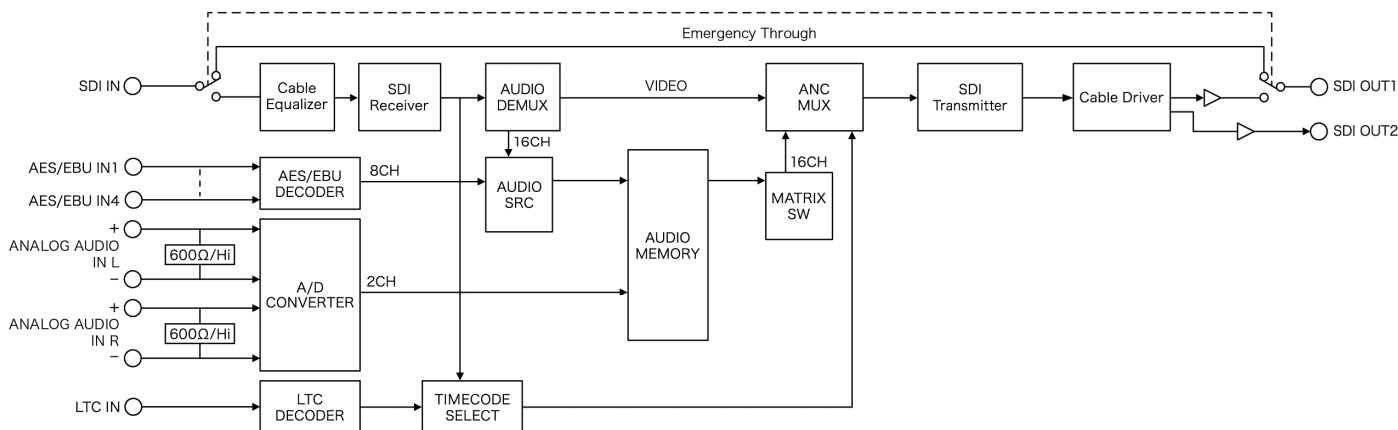 Emergency Through
SDI IN
Cable
Equalizer
SDI
Receiver
AUDIO
DEMUX
VIDEO
ANC
MUX
SDI
Transmitter
Cable Driver
SDI OUT1
SDI OUT2
16CH
16CH
AES/EBU IN1
AES/EBU IN4
AES/EBU
DECODER
8CH
AUDIO
SRC
MATRIX
SW
AUDIO
MEMORY
+
ANALOG AUDIO
IN L
−
600Ω/Hi
A/D
CONVERTER
2CH
+
ANALOG AUDIO
IN R
−
600Ω/Hi
LTC IN
LTC
DECODER
TIMECODE
SELECT